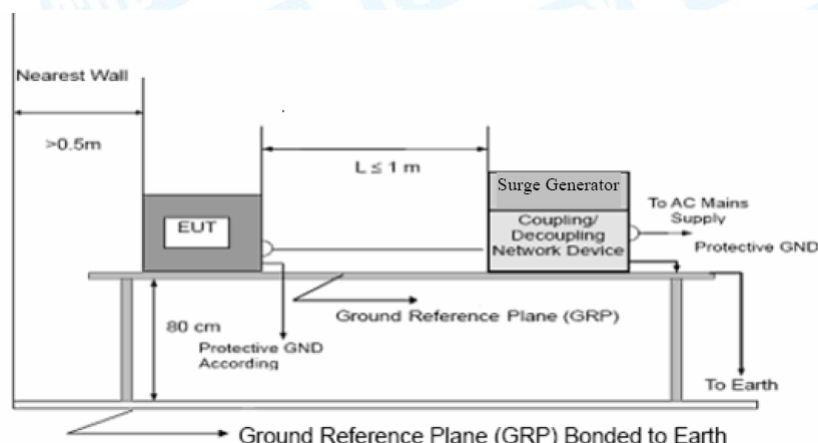 Nearest Wall
>0.5m
L ≤ 1 m
EUT
Surge Generator
Coupling/
Decoupling
Network Device
To AC Mains
Supply
Protective GND
Ground Reference Plane (GRP)
80 cm
Protective GND
According
To Earth
Ground Reference Plane (GRP) Bonded to Earth